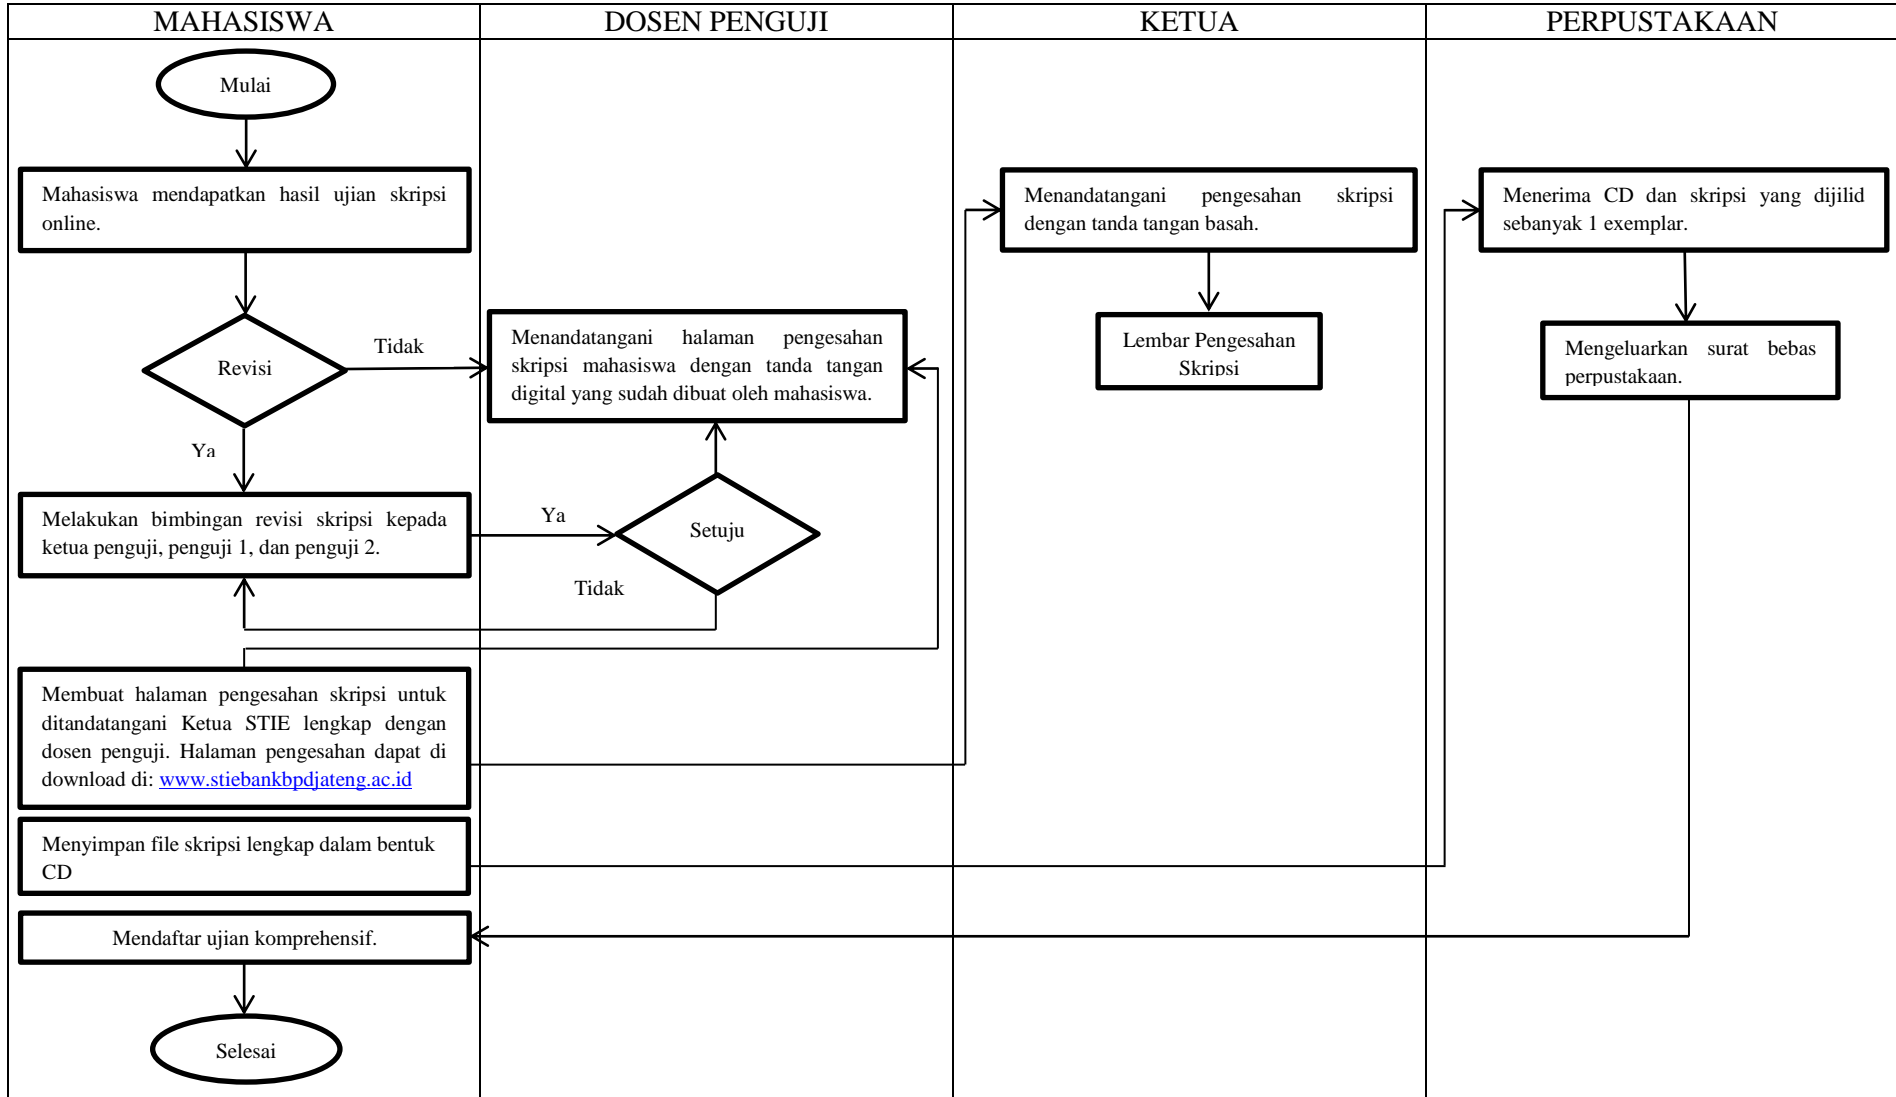 MAHASISWA
DOSEN PENGUJI
KETUA
PERPUSTAKAAN
Mulai
Mahasiswa mendapatkan hasil ujian skripsi
online.
Menandatangani pengesahan skripsi
dengan tanda tangan basah.
Menerima CD dan skripsi yang dijilid
sebanyak 1 exemplar.
Revisi
Tidak
Menandatangani halaman pengesahan
skripsi mahasiswa dengan tanda tangan
digital yang sudah dibuat oleh mahasiswa.
Lembar Pengesahan
Skripsi
Mengeluarkan surat bebas
perpustakaan.
Ya
Melakukan bimbingan revisi skripsi kepada
ketua penguji, penguji 1, dan penguji 2.
Ya
Setuju
Tidak
Membuat halaman pengesahan skripsi untuk
ditandatangani Ketua STIE lengkap dengan
dosen penguji. Halaman pengesahan dapat di
download di: www.stiebankbpdjateng.ac.id
Menyimpan file skripsi lengkap dalam bentuk
CD
Mendaftar ujian komprehensif.
Selesai